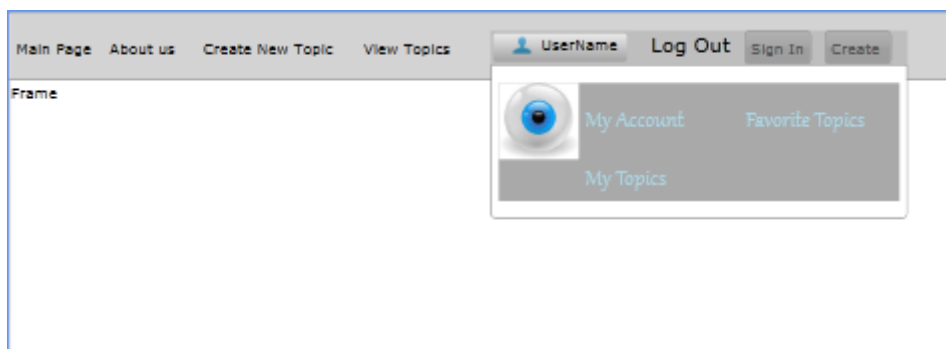 Main Page About us Create New Topic View Topics UserName Log Out Sign In Create
Frame
My Account Favorite Topics
My Topics